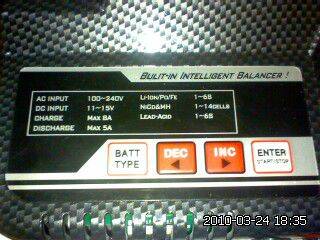 BULIT-IN INTELLIGENT BALANCER !
AC INPUT 100~240V LI-ION/PO/FE 1~6S
DC INPUT 11~15V NICD&MH 1~14CELLS
CHARGE MAX 8A LEAD-ACID 1~6S
DISCHARGE MAX 5A
BATT TYPE DEC INC ENTER START/STOP
2010-03-24 18:35